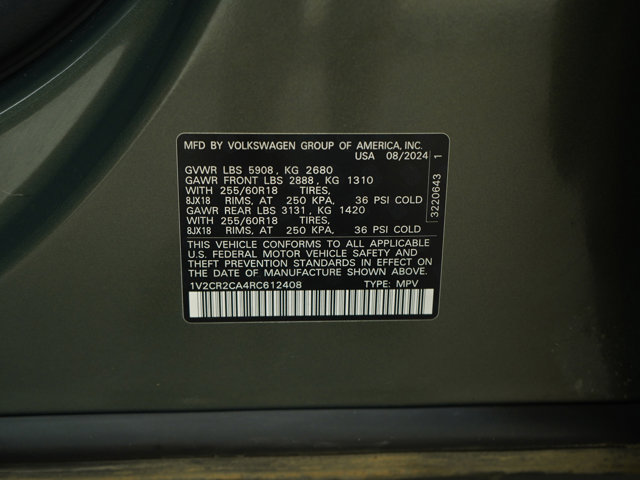 MFD BY VOLKSWAGEN GROUP OF AMERICA, INC.
USA 08/2024
GVWR LBS 5908, KG 2680
GAWR FRONT LBS 2888, KG 1310
WITH 255/60R18 TIRES,
8JX18 RIMS, AT 250 KPA, 36 PSI COLD
GAWR REAR LBS 3131, KG 1420
WITH 255/60R18 TIRES,
8JX18 RIMS, AT 250 KPA, 36 PSI COLD
THIS VEHICLE CONFORMS TO ALL APPLICABLE
U.S. FEDERAL MOTOR VEHICLE SAFETY AND
THEFT PREVENTION STANDARDS IN EFFECT ON
THE DATE OF MANUFACTURE SHOWN ABOVE.
1V2CR2CA4RC612408 TYPE: MPV
3220643 1